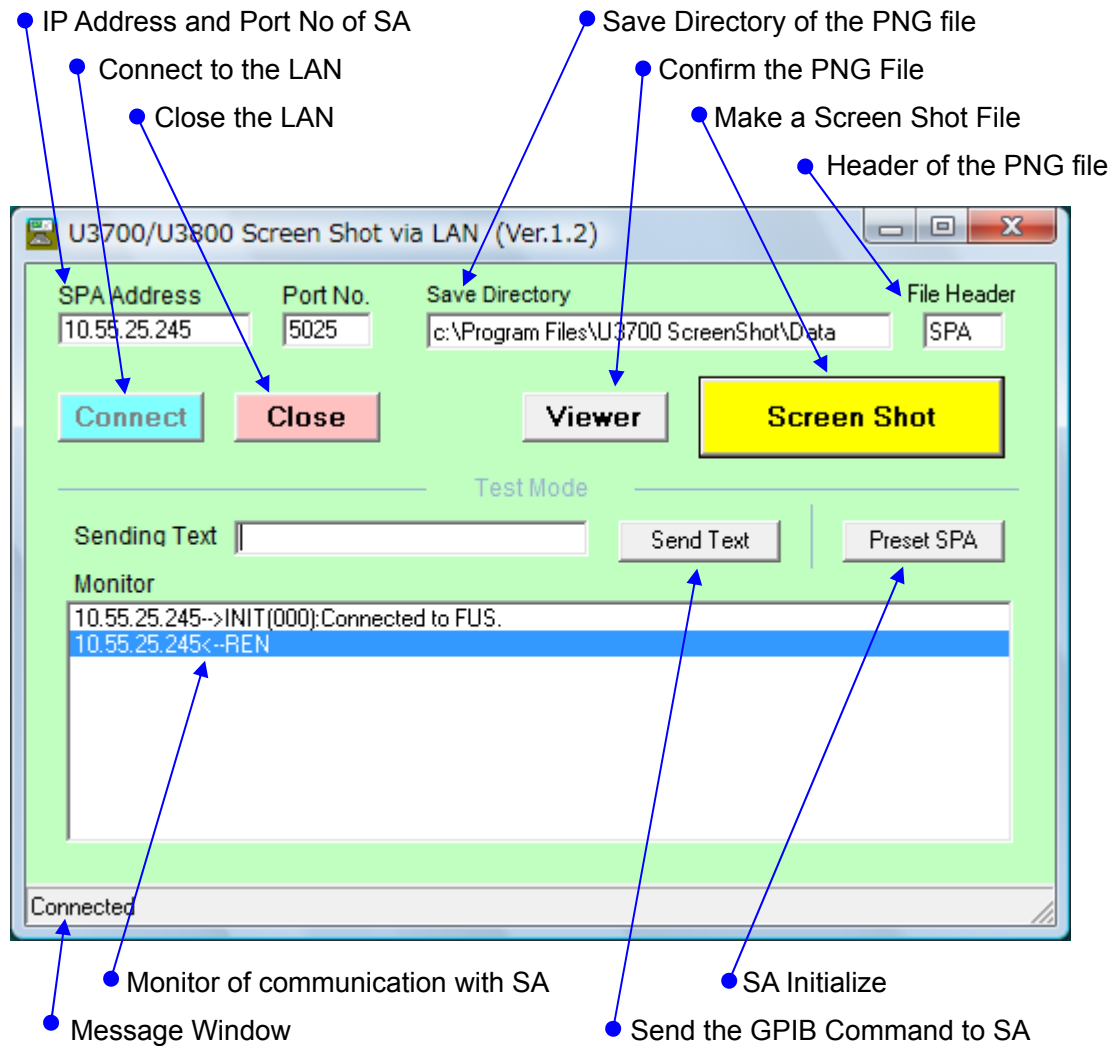 IP Address and Port No of SA
Save Directory of the PNG file
Connect to the LAN
Confirm the PNG File
Close the LAN
Make a Screen Shot File
Header of the PNG file
U3700/U3800 Screen Shot via LAN (Ver.1.2)
SPA Address
Port No.
Save Directory
File Header
10.55.25.245
5025
c:\Program Files\U3700 ScreenShot\Data
SPA
Connect
Close
Viewer
Screen Shot
Test Mode
Sending Text
Send Text
Preset SPA
Monitor
10.55.25.245-->INIT(000):Connected to FUS.
10.55.25.245<--REN
Connected
Monitor of communication with SA
SA Initialize
Message Window
Send the GPIB Command to SA